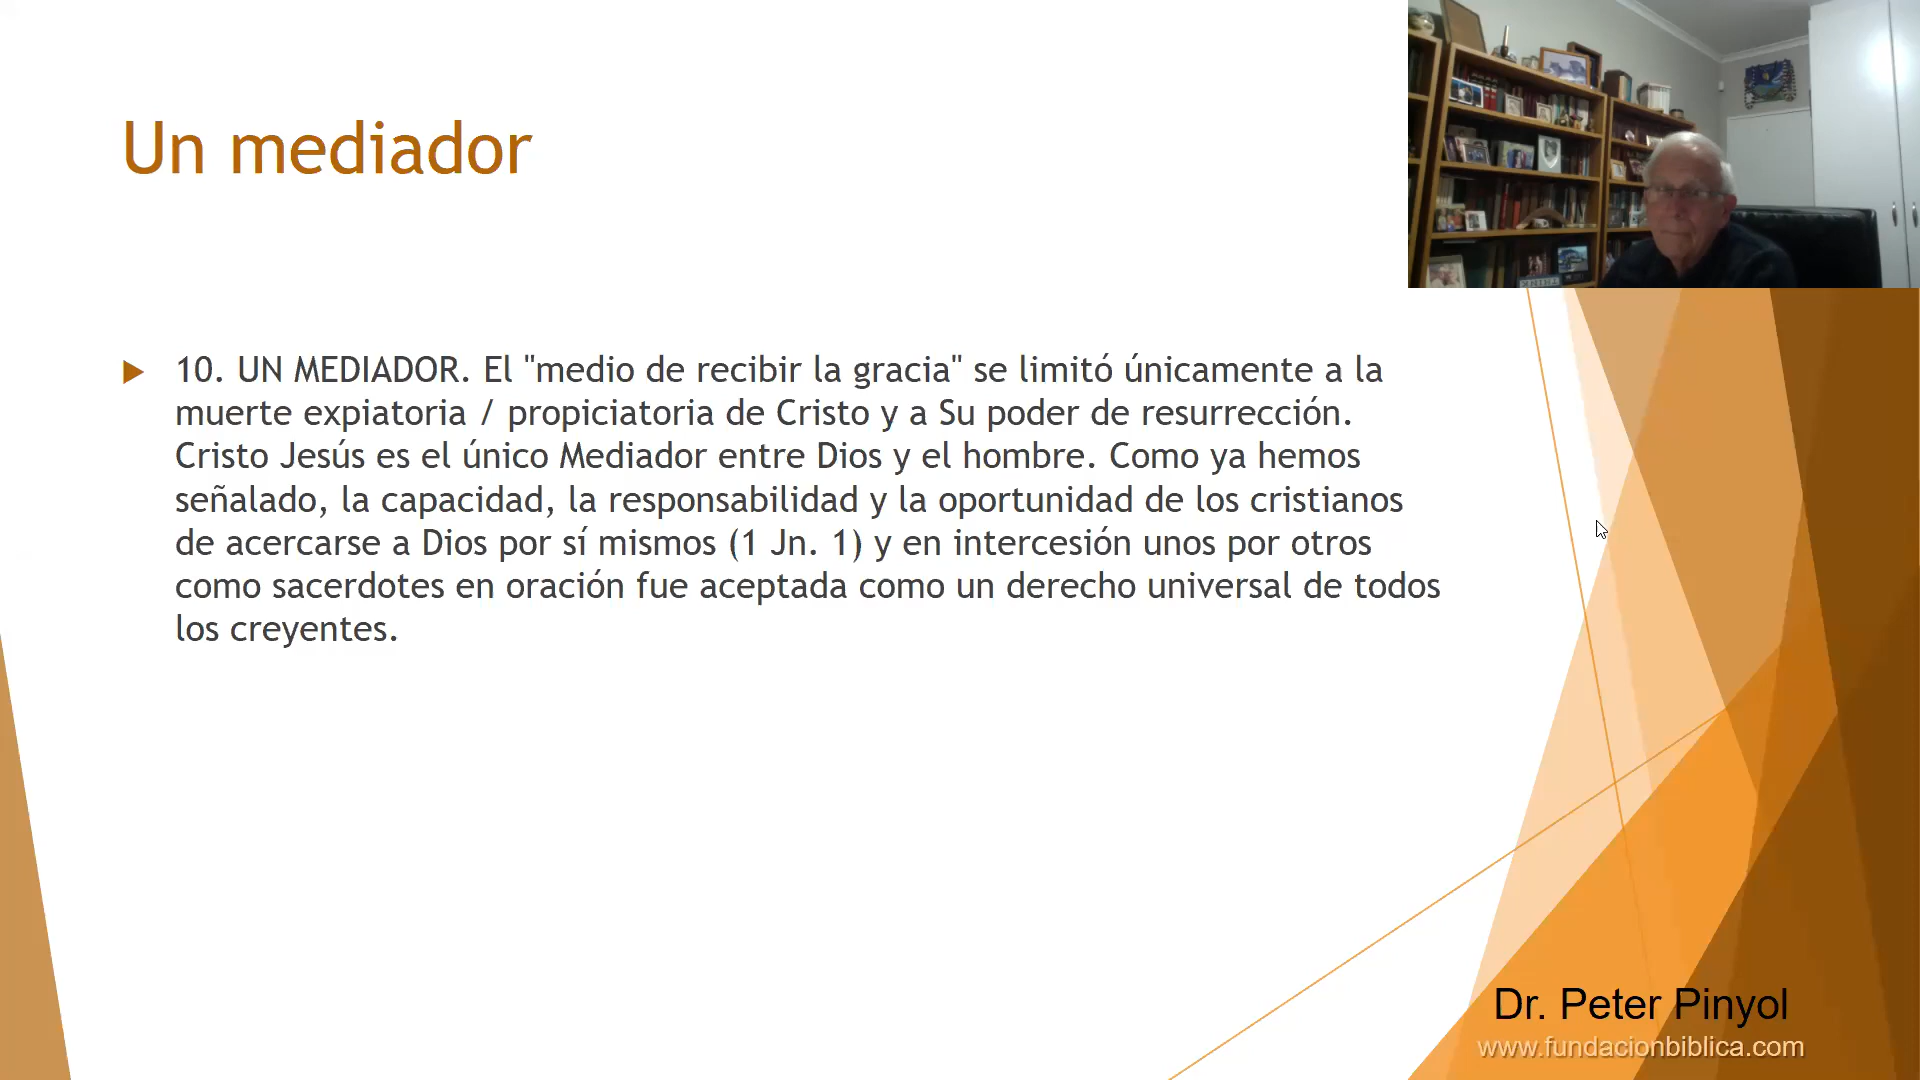 Un mediador
10. UN MEDIADOR. El "medio de recibir la gracia" se limitó únicamente a la
muerte expiatoria / propiciatoria de Cristo y a Su poder de resurrección.
Cristo Jesús es el único Mediador entre Dios y el hombre. Como ya hemos
señalado, la capacidad, la responsabilidad y la oportunidad de los cristianos
de acercarse a Dios por sí mismos (1 Jn. 1) y en intercesión unos por otros
como sacerdotes en oración fue aceptada como un derecho universal de todos
los creyentes.
Dr. Peter Pinyol
www.fundacionbiblica.com